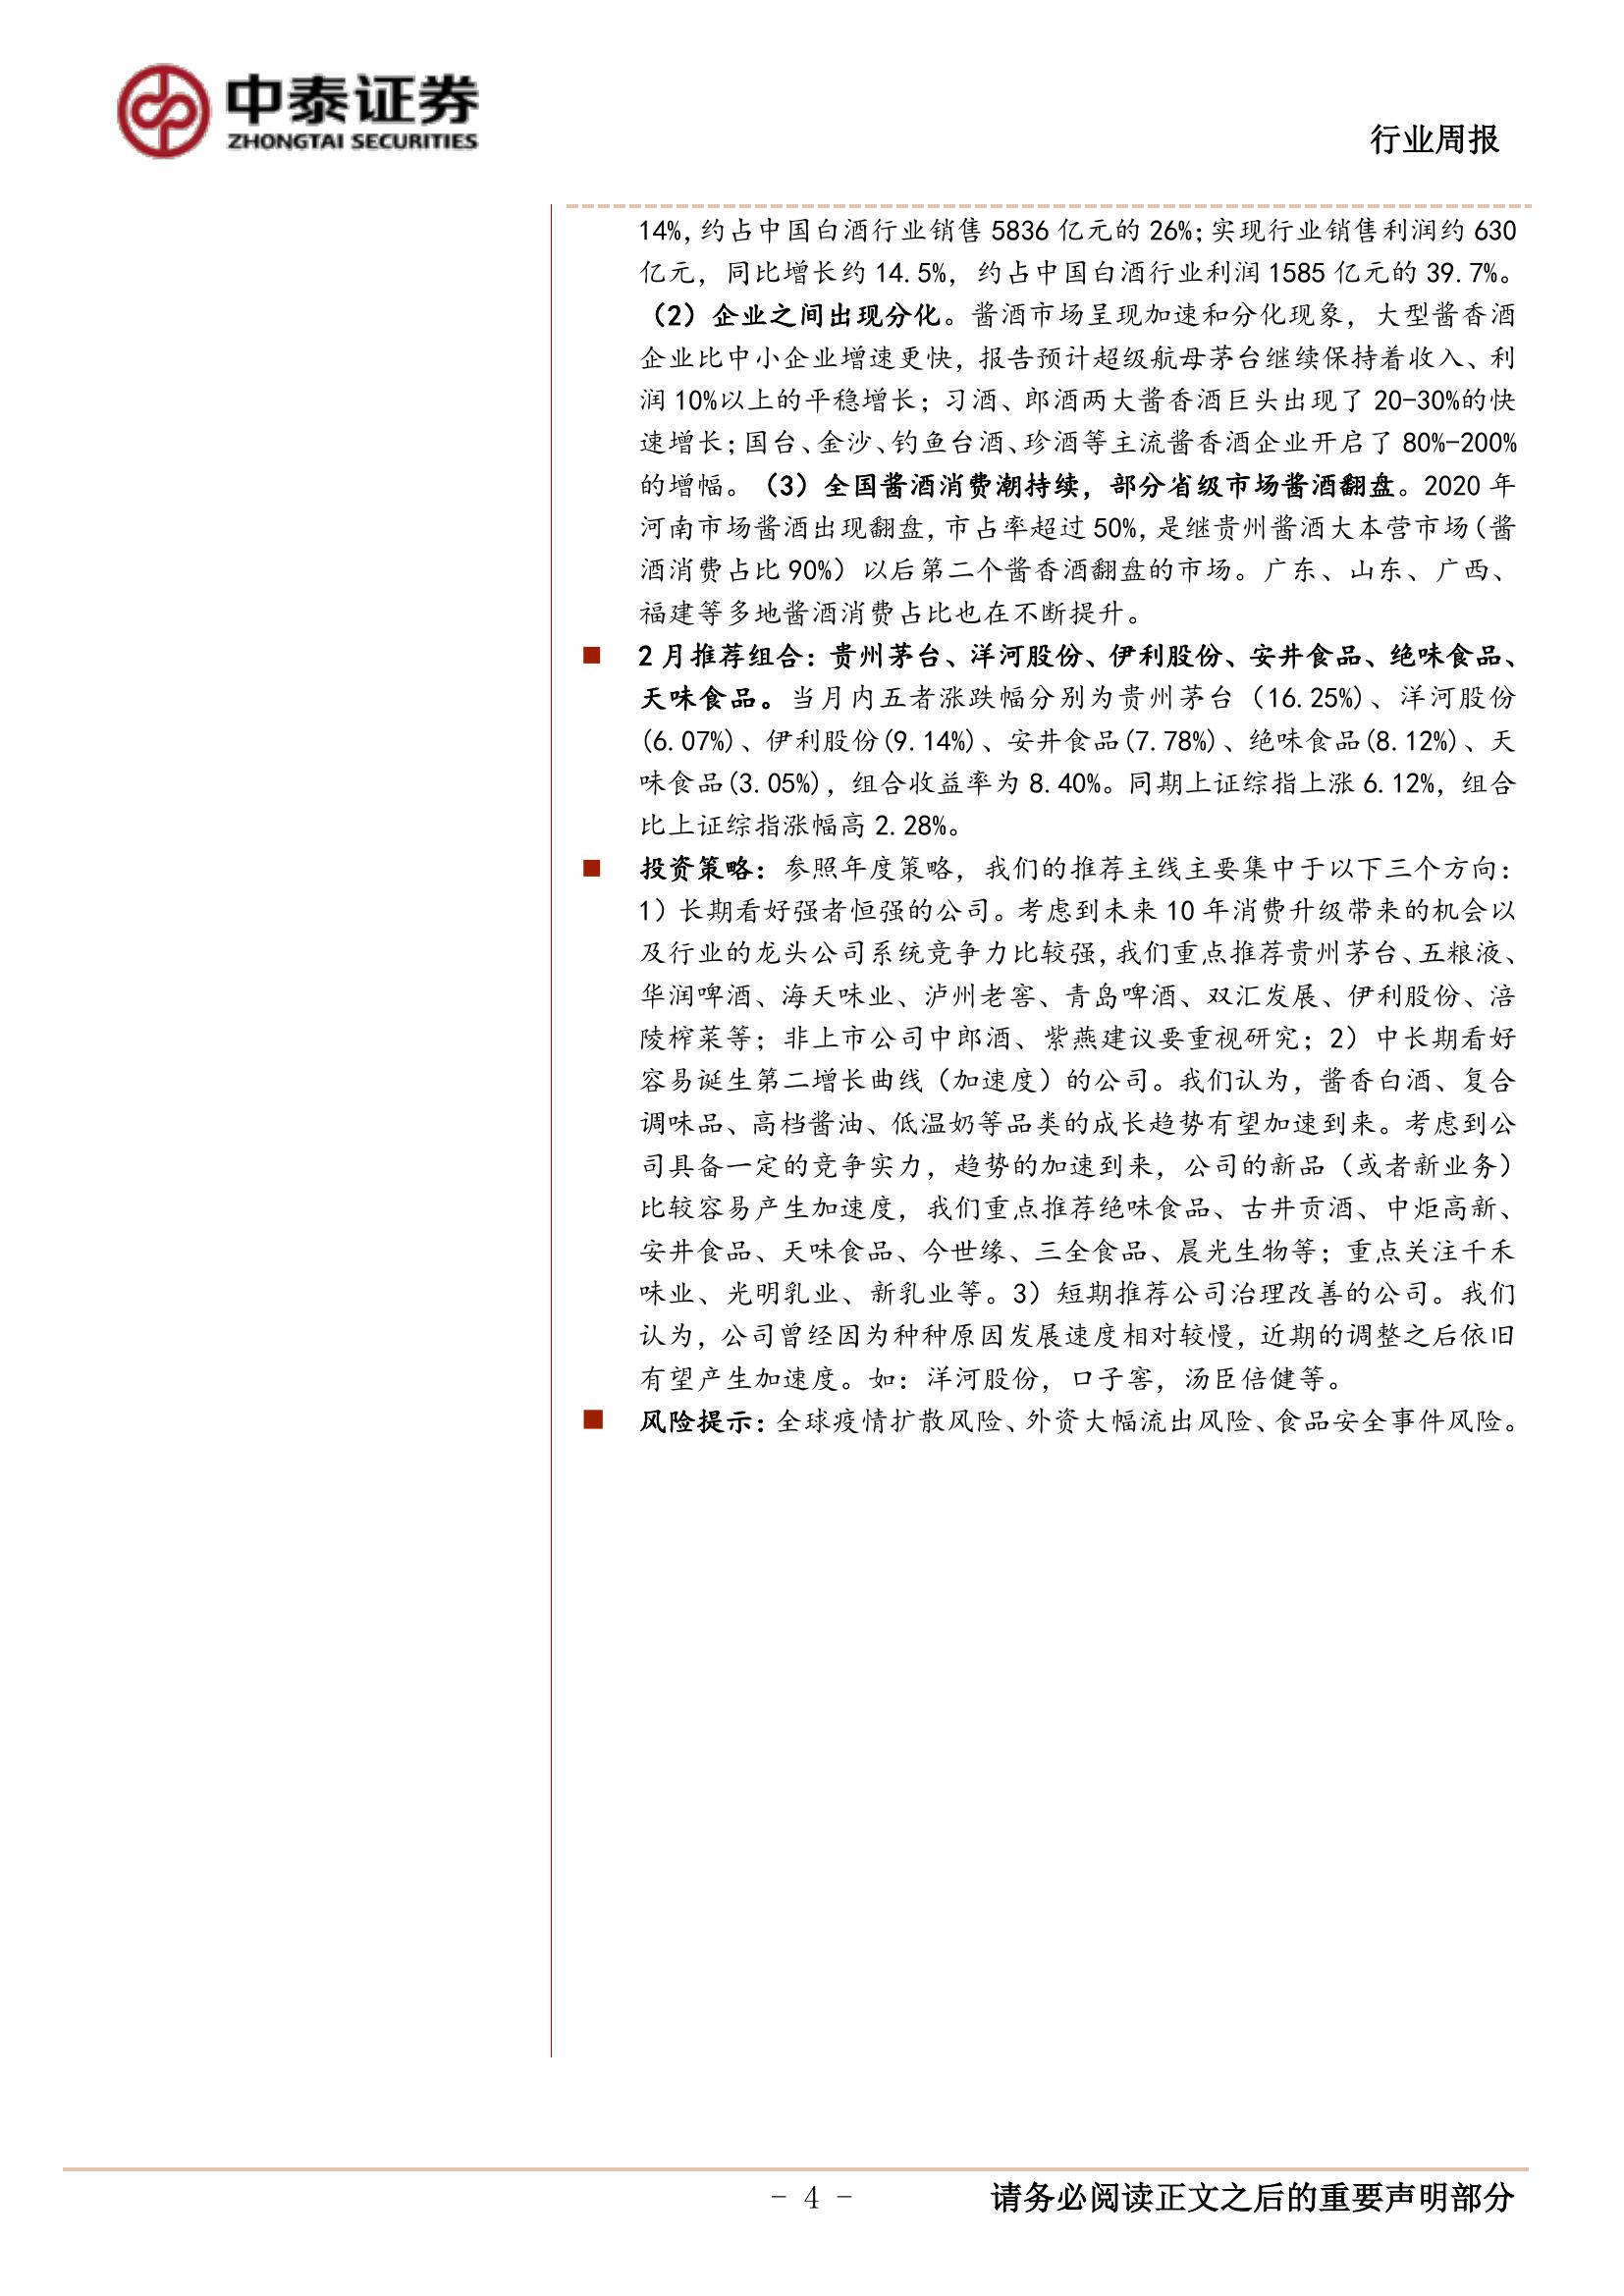 中泰证券
ZHONGTAI SECURITIES
行业周报
14%，约占中国白酒行业销售 5836 亿元的 26%；实现行业销售利润约 630
亿元，同比增长约 14.5%，约占中国白酒行业利润 1585 亿元的 39.7%。
（2）企业之间出现分化。酱酒市场呈现加速和分化现象，大型酱香酒
企业比中小企业增速更快，报告预计超级航母茅台继续保持着收入、利
润 10%以上的平稳增长；习酒、郎酒两大酱香酒巨头出现了 20-30%的快
速增长；国台、金沙、钓鱼台酒、珍酒等主流酱香酒企业开启了 80%-200%
的增幅。（3）全国酱酒消费潮持续，部分省级市场酱酒翻盘。2020 年
河南市场酱酒出现翻盘，市占率超过 50%，是继贵州酱酒大本营市场（酱
酒消费占比 90%）以后第二个酱香酒翻盘的市场。广东、山东、广西、
福建等多地酱酒消费占比也在不断提升。
■ 2 月推荐组合：贵州茅台、洋河股份、伊利股份、安井食品、绝味食品、
天味食品。当月内五者涨跌幅分别为贵州茅台（16.25%）、洋河股份
(6.07%)、伊利股份(9.14%)、安井食品(7.78%)、绝味食品(8.12%)、天
味食品(3.05%)，组合收益率为 8.40%。同期上证综指上涨 6.12%，组合
比上证综指涨幅高 2.28%。
■ 投资策略：参照年度策略，我们的推荐主线主要集中于以下三个方向：
1）长期看好强者恒强的公司。考虑到未来 10 年消费升级带来的机会以
及行业的龙头公司系统竞争力比较强，我们重点推荐贵州茅台、五粮液、
华润啤酒、海天味业、泸州老窖、青岛啤酒、双汇发展、伊利股份、涪
陵榨菜等；非上市公司中郎酒、紫燕建议要重视研究；2）中长期看好
容易诞生第二增长曲线（加速度）的公司。我们认为，酱香白酒、复合
调味品、高档酱油、低温奶等品类的成长趋势有望加速到来。考虑到公
司具备一定的竞争实力，趋势的加速到来，公司的新品（或者新业务）
比较容易产生加速度，我们重点推荐绝味食品、古井贡酒、中炬高新、
安井食品、天味食品、今世缘、三全食品、晨光生物等；重点关注千禾
味业、光明乳业、新乳业等。3）短期推荐公司治理改善的公司。我们
认为，公司曾经因为种种原因发展速度相对较慢，近期的调整之后依旧
有望产生加速度。如：洋河股份，口子窖，汤臣倍健等。
■ 风险提示：全球疫情扩散风险、外资大幅流出风险、食品安全事件风险。
- 4 -
请务必阅读正文之后的重要声明部分